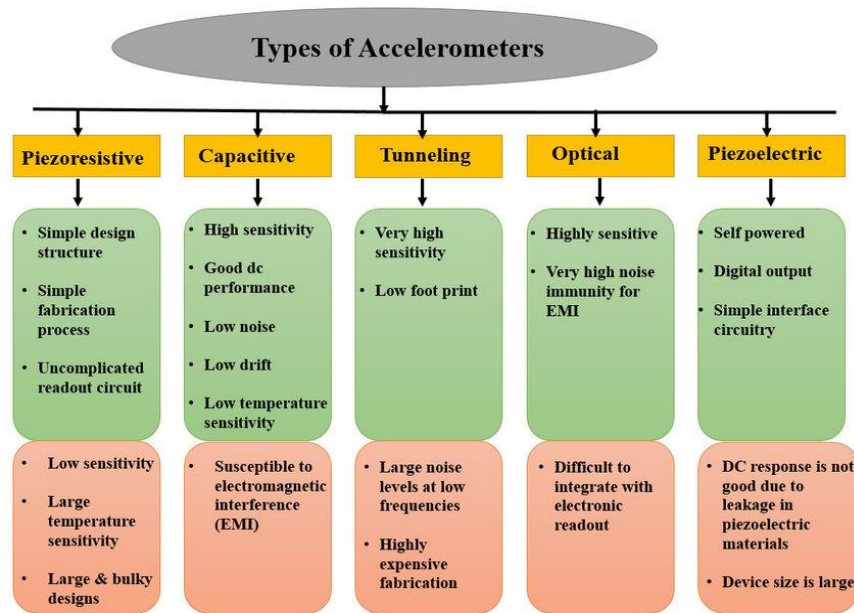 Types of Accelerometers
Piezoresistive
Capacitive
Tunneling
Optical
Piezoelectric
• Simple design
structure
• Simple
fabrication
process
• Uncomplicated
readout circuit
• High sensitivity
• Good dc
performance
• Low noise
• Low drift
• Low temperature
sensitivity
• Very high
sensitivity
• Low foot print
• Highly sensitive
• Very high noise
immunity for
EMI
• Self powered
• Digital output
• Simple interface
circuitry
• Low sensitivity
• Large
temperature
sensitivity
• Large & bulky
designs
• Susceptible to
electromagnetic
interference
(EMI)
• Large noise
levels at low
frequencies
• Highly
expensive
fabrication
• Difficult to
integrate with
electronic
readout
• DC response is not
good due to
leakage in
piezoelectric
materials
• Device size is large